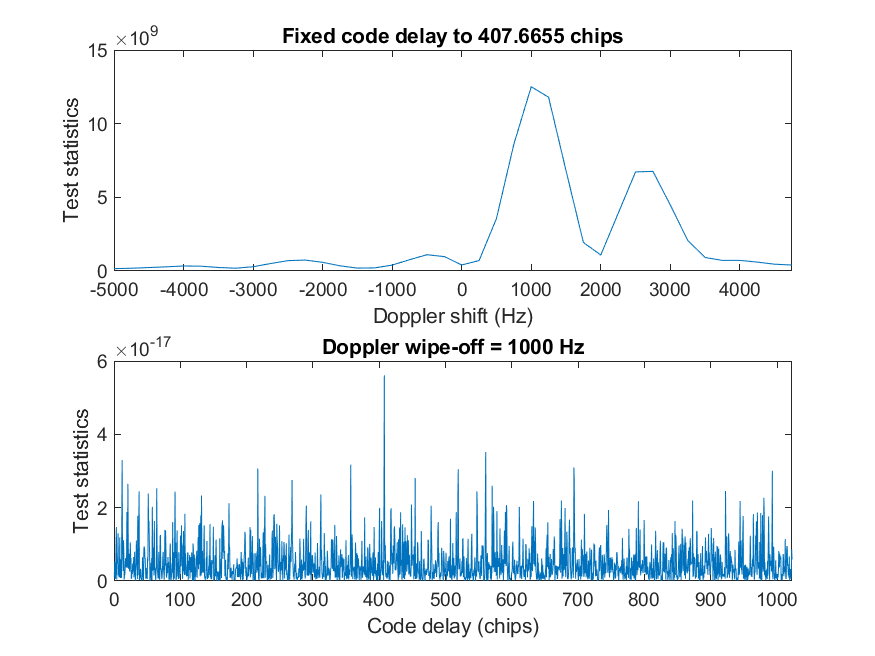 ×10^9
Fixed code delay to 407.6655 chips
15
10
5
0
Test statistics
-5000 -4000 -3000 -2000 -1000 0 1000 2000 3000 4000
Doppler shift (Hz)
×10^-17
Doppler wipe-off = 1000 Hz
6
4
2
0
Test statistics
0 100 200 300 400 500 600 700 800 900 1000
Code delay (chips)